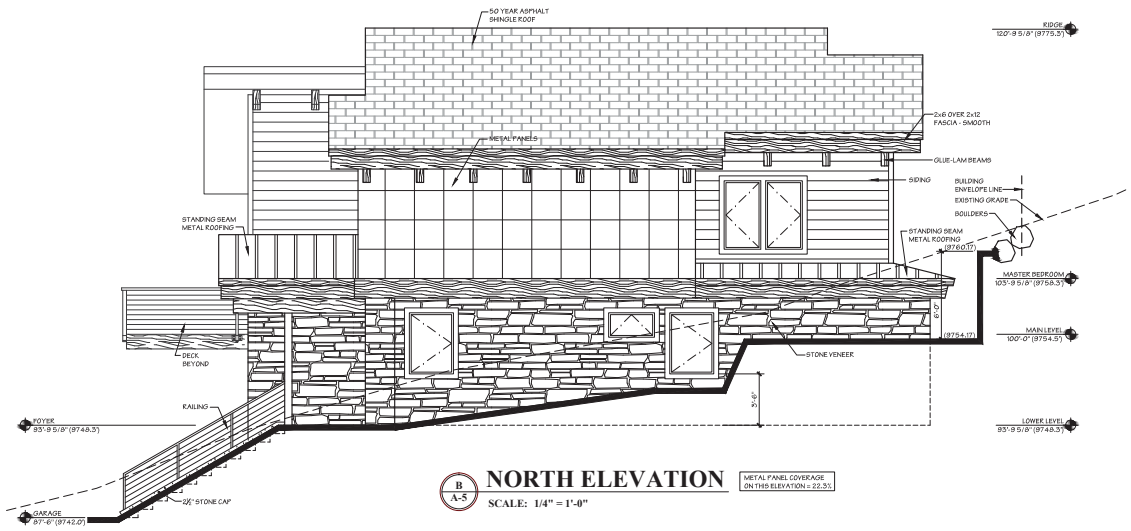 50 YEAR ASPHALT
SHINGLE ROOF
RIDGE
120'-9 5/8" (9775.3')
2x6 OVER 2x12
FASCIA - SMOOTH
METAL PANELS
GLUE-LAM BEAMS
SIDING
BUILDING
ENVELOPE LINE
EXISTING GRADE
BOULDERS
STANDING SEAM
METAL ROOFING
STANDING SEAM
METAL ROOFING
(9760.17)
MASTER BEDROOM
103'-9 5/8" (9758.3')
6'-0"
(9754.17)
MAIN LEVEL
100'-0" (9754.5')
DECK
BEYOND
STONE VENEER
3'-6"
RAILING
FOYER
93'-9 5/8" (9748.3')
LOWER LEVEL
93'-9 5/8" (9748.3')
2½" STONE CAP
GARAGE
87'-6" (9742.0')
B
A-5
NORTH ELEVATION
SCALE: 1/4" = 1'-0"
METAL PANEL COVERAGE
ON THIS ELEVATION = 22.3%